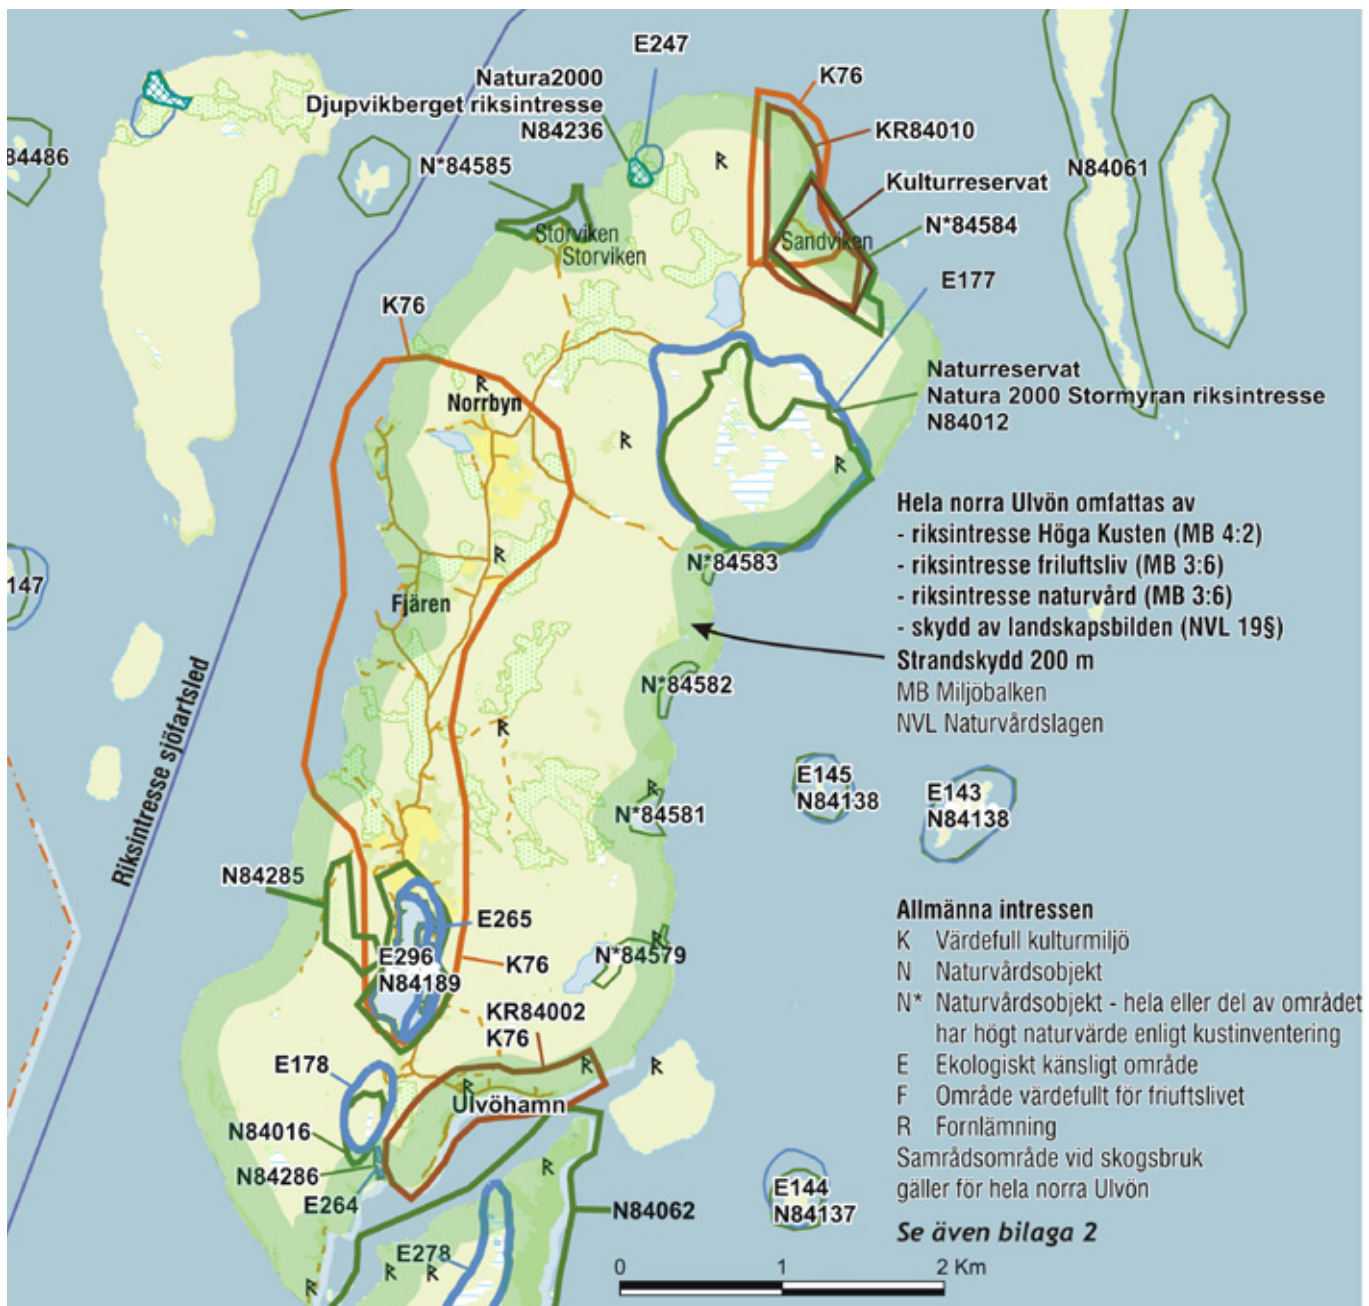 E247
K76
Natura2000
Djupvikberget riksintresse
N84236
KR84010
84486
N*84585
N84061
Kulturreservat
N*84584
Storviken
Storviken
Sandviken
E177
K76
Naturreservat
Natura 2000 Stormyran riksintresse
N84012
Norrbyn
R
R
R
R
Hela norra Ulvön omfattas av
- riksintresse Höga Kusten (MB 4:2)
- riksintresse friluftsliv (MB 3:6)
- riksintresse naturvård (MB 3:6)
- skydd av landskapsbilden (NVL 19§)
Strandskydd 200 m
MB Miljöbalken
NVL Naturvårdslagen
R
N*84583
147
Fjären
Riksintresse sjöfartsled
N*84582
R
E145
N84138
E143
N84138
R
N*84581
N84285
E265
E296
N84189
K76
R
N*84579
Allmänna intressen
K Värdefull kulturmiljö
N Naturvårdsobjekt
N* Naturvårdsobjekt - hela eller del av området
har högt naturvärde enligt kustinventering
E Ekologiskt känsligt område
F Område värdefullt för friuftslivet
R Fornlämning
Samrådsområde vid skogsbruk
gäller för hela norra Ulvön
Se även bilaga 2
KR84002
K76
E178
R
R
R
Ulvöhamn
N84016
N84286
E264
R
N84062
E144
N84137
E278
R
R
R
0 1 2 Km